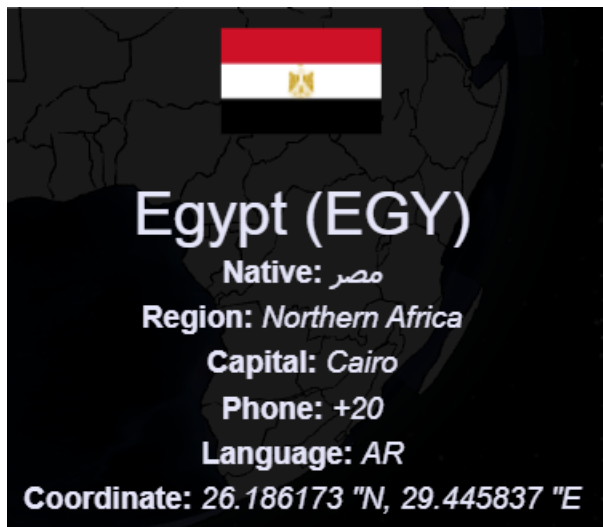 Egypt (EGY)
Native: مصر
Region: Northern Africa
Capital: Cairo
Phone: +20
Language: AR
Coordinate: 26.186173 "N, 29.445837 "E